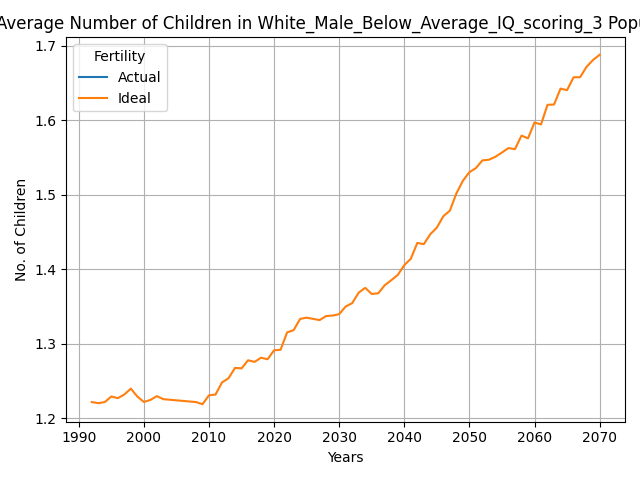 Average Number of Children in White_Male_Below_Average_IQ_scoring_3
1.7
1.6
1.5
1.4
1.3
1.2
No. of Children
Fertility
Actual
Ideal
1990 2000 2010 2020 2030 2040 2050 2060 2070
Years